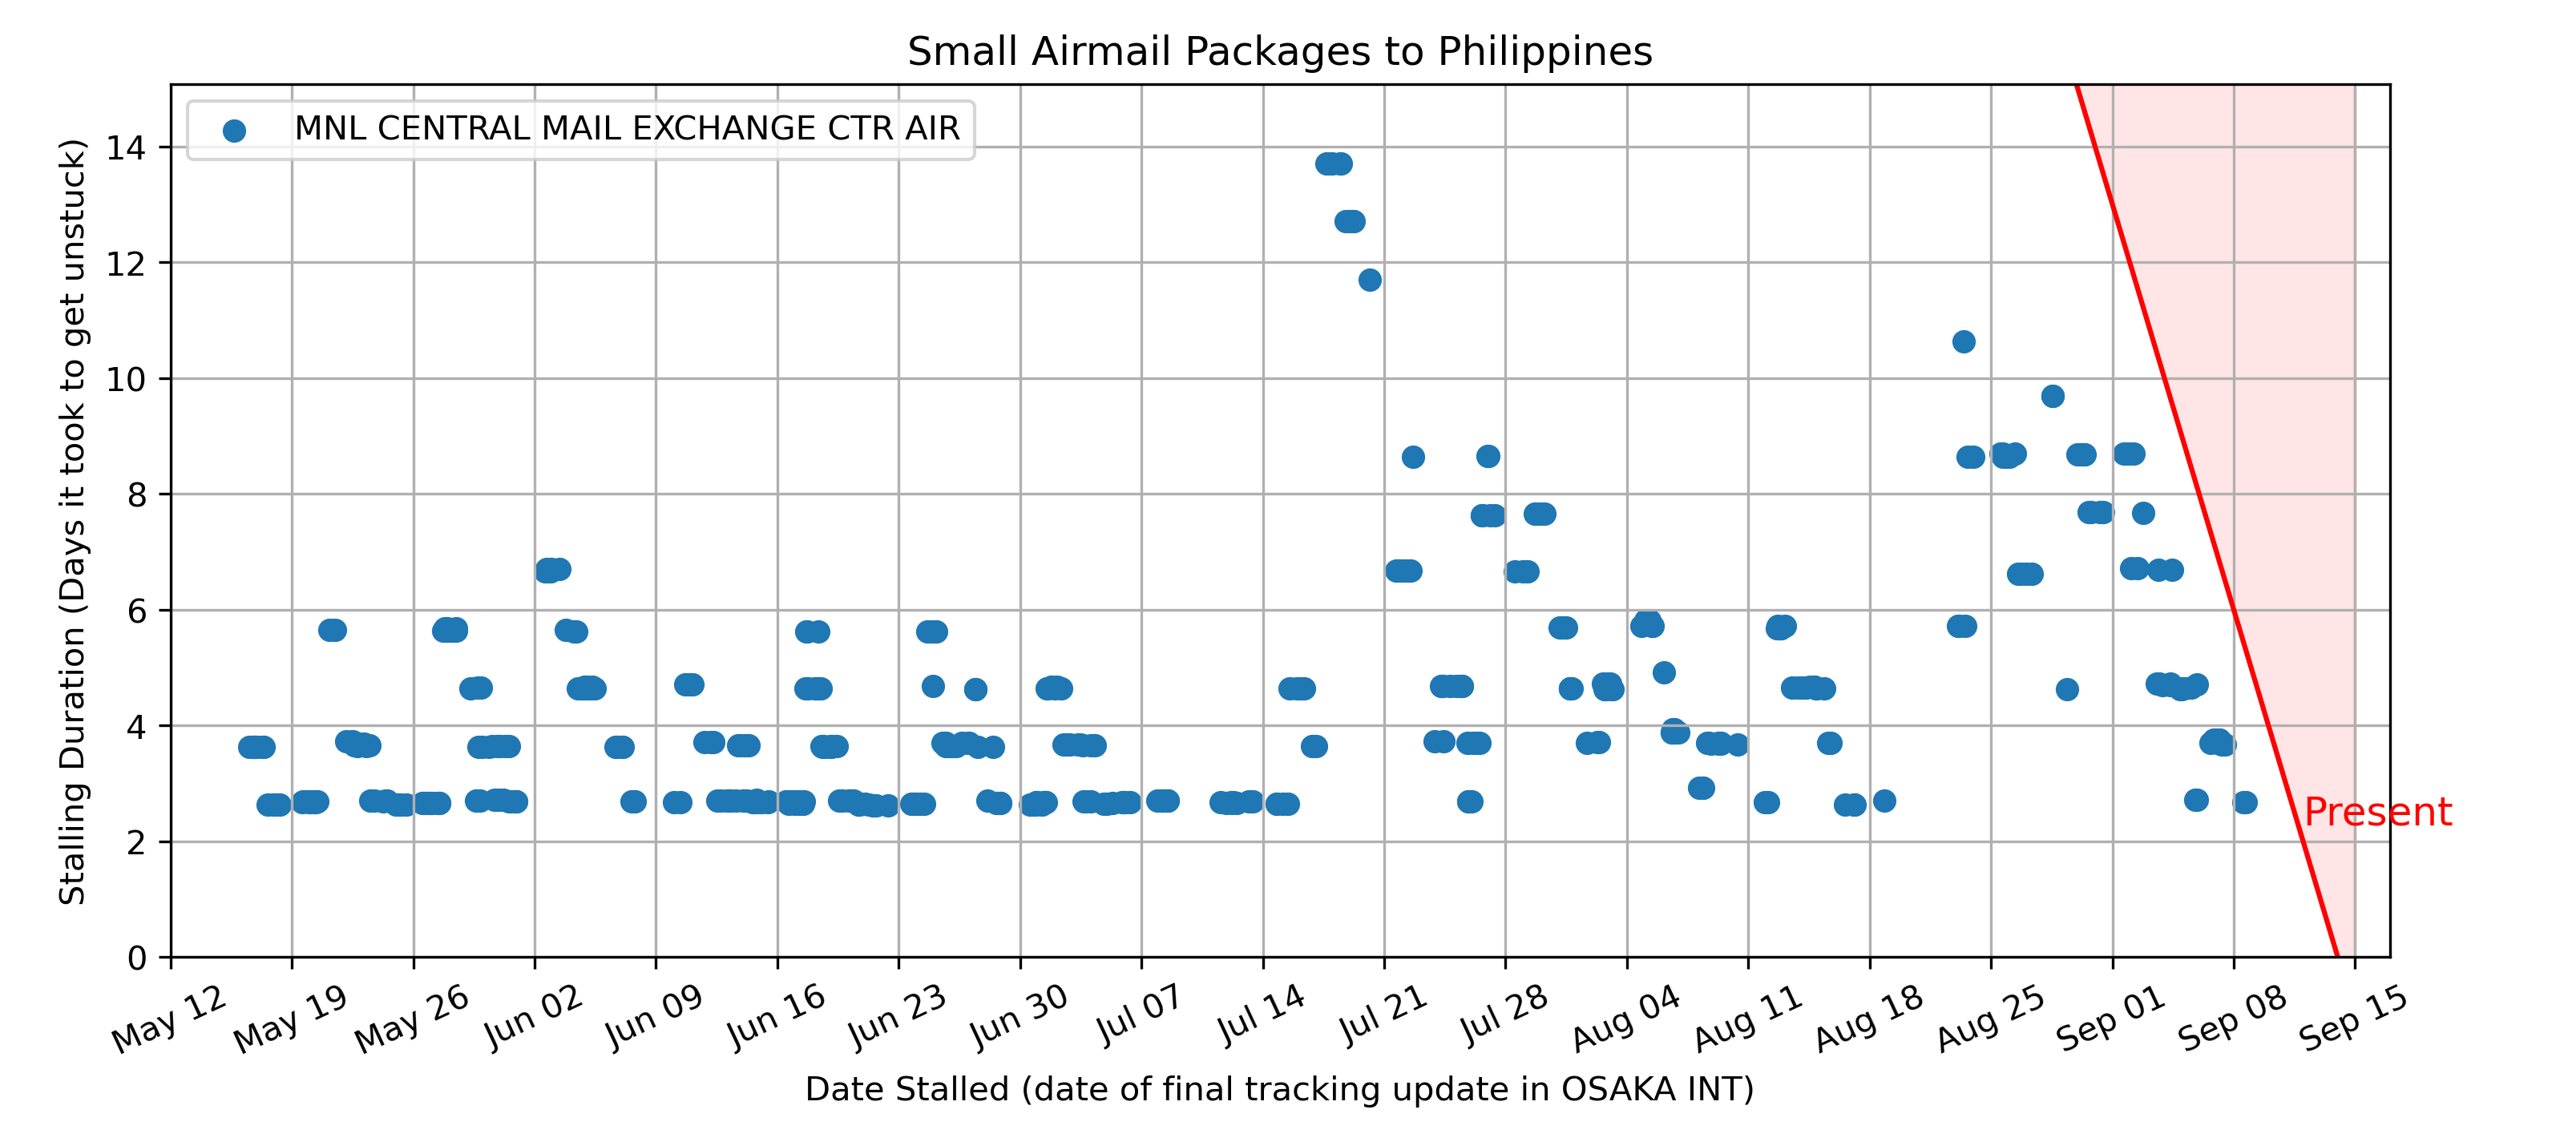 Small Airmail Packages to Philippines
MNL CENTRAL MAIL EXCHANGE CTR AIR
Stalling Duration (Days it took to get unstuck)
14
12
10
8
6
4
2
0
Present
May 12
May 19
May 26
Jun 02
Jun 09
Jun 16
Jun 23
Jun 30
Jul 07
Jul 14
Jul 21
Jul 28
Aug 04
Aug 11
Aug 18
Aug 25
Sep 01
Sep 08
Sep 15
Date Stalled (date of final tracking update in OSAKA INT)